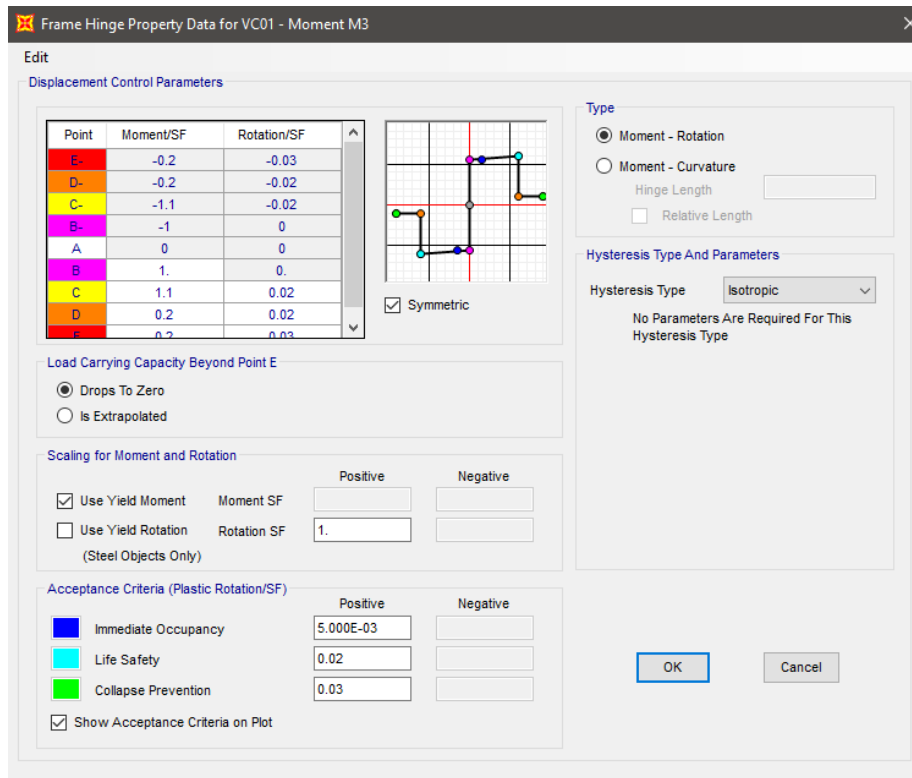 Frame Hinge Property Data for VC01 - Moment M3
Edit
Displacement Control Parameters
Point Moment/SF Rotation/SF
E- -0.2 -0.03
D- -0.2 -0.02
C- -1.1 -0.02
B- -1 0
A 0 0
B 1. 0.
C 1.1 0.02
D 0.2 0.02
E 0.2 0.03
Symmetric
Load Carrying Capacity Beyond Point E
Drops To Zero
Is Extrapolated
Scaling for Moment and Rotation
Positive Negative
Use Yield Moment Moment SF
Use Yield Rotation Rotation SF 1.
(Steel Objects Only)
Acceptance Criteria (Plastic Rotation/SF)
Positive Negative
Immediate Occupancy 5.000E-03
Life Safety 0.02
Collapse Prevention 0.03
Show Acceptance Criteria on Plot
Type
Moment - Rotation
Moment - Curvature
Hinge Length
Relative Length
Hysteresis Type And Parameters
Hysteresis Type Isotropic
No Parameters Are Required For This
Hysteresis Type
OK Cancel